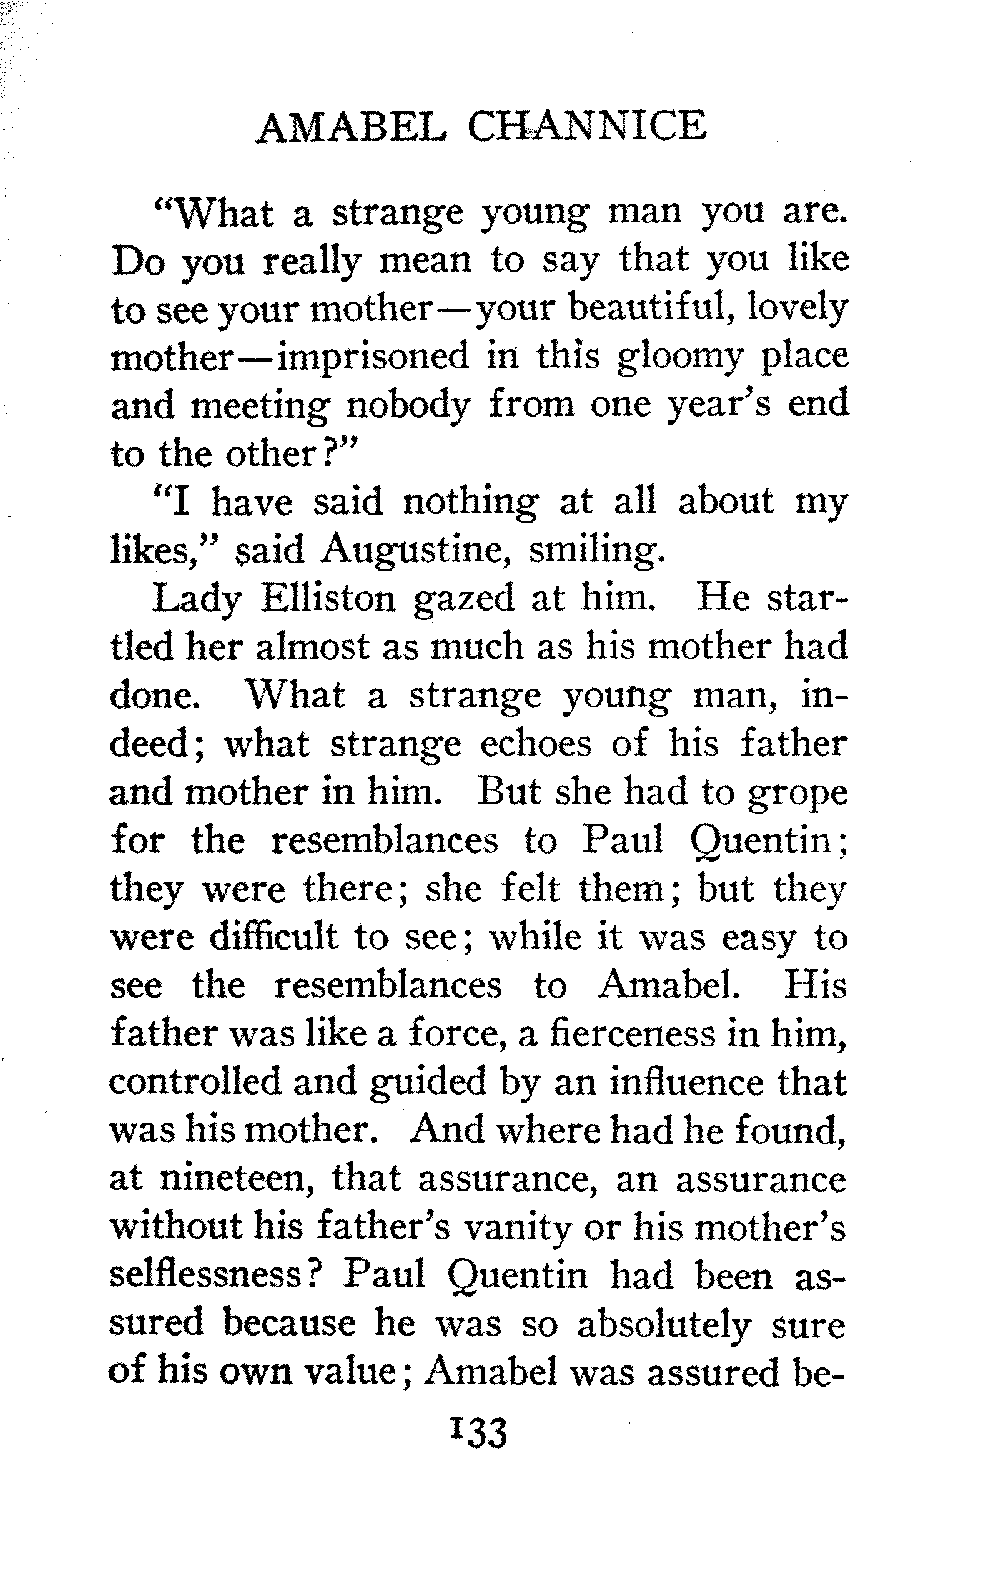 AMABEL CHANNICE
“What a strange young man you are.
Do you really mean to say that you like
to see your mother—your beautiful, lovely
mother—imprisoned in this gloomy place
and meeting nobody from one year’s end
to the other?”
“I have said nothing at all about my
likes,” said Augustine, smiling.
Lady Elliston gazed at him. He star-
tled her almost as much as his mother had
done. What a strange young man, in-
deed; what strange echoes of his father
and mother in him. But she had to grope
for the resemblances to Paul Quentin;
they were there; she felt them; but they
were difficult to see; while it was easy to
see the resemblances to Amabel. His
father was like a force, a fierceness in him,
controlled and guided by an influence that
was his mother. And where had he found,
at nineteen, that assurance, an assurance
without his father’s vanity or his mother’s
selflessness? Paul Quentin had been as-
sured because he was so absolutely sure
of his own value; Amabel was assured be-
133